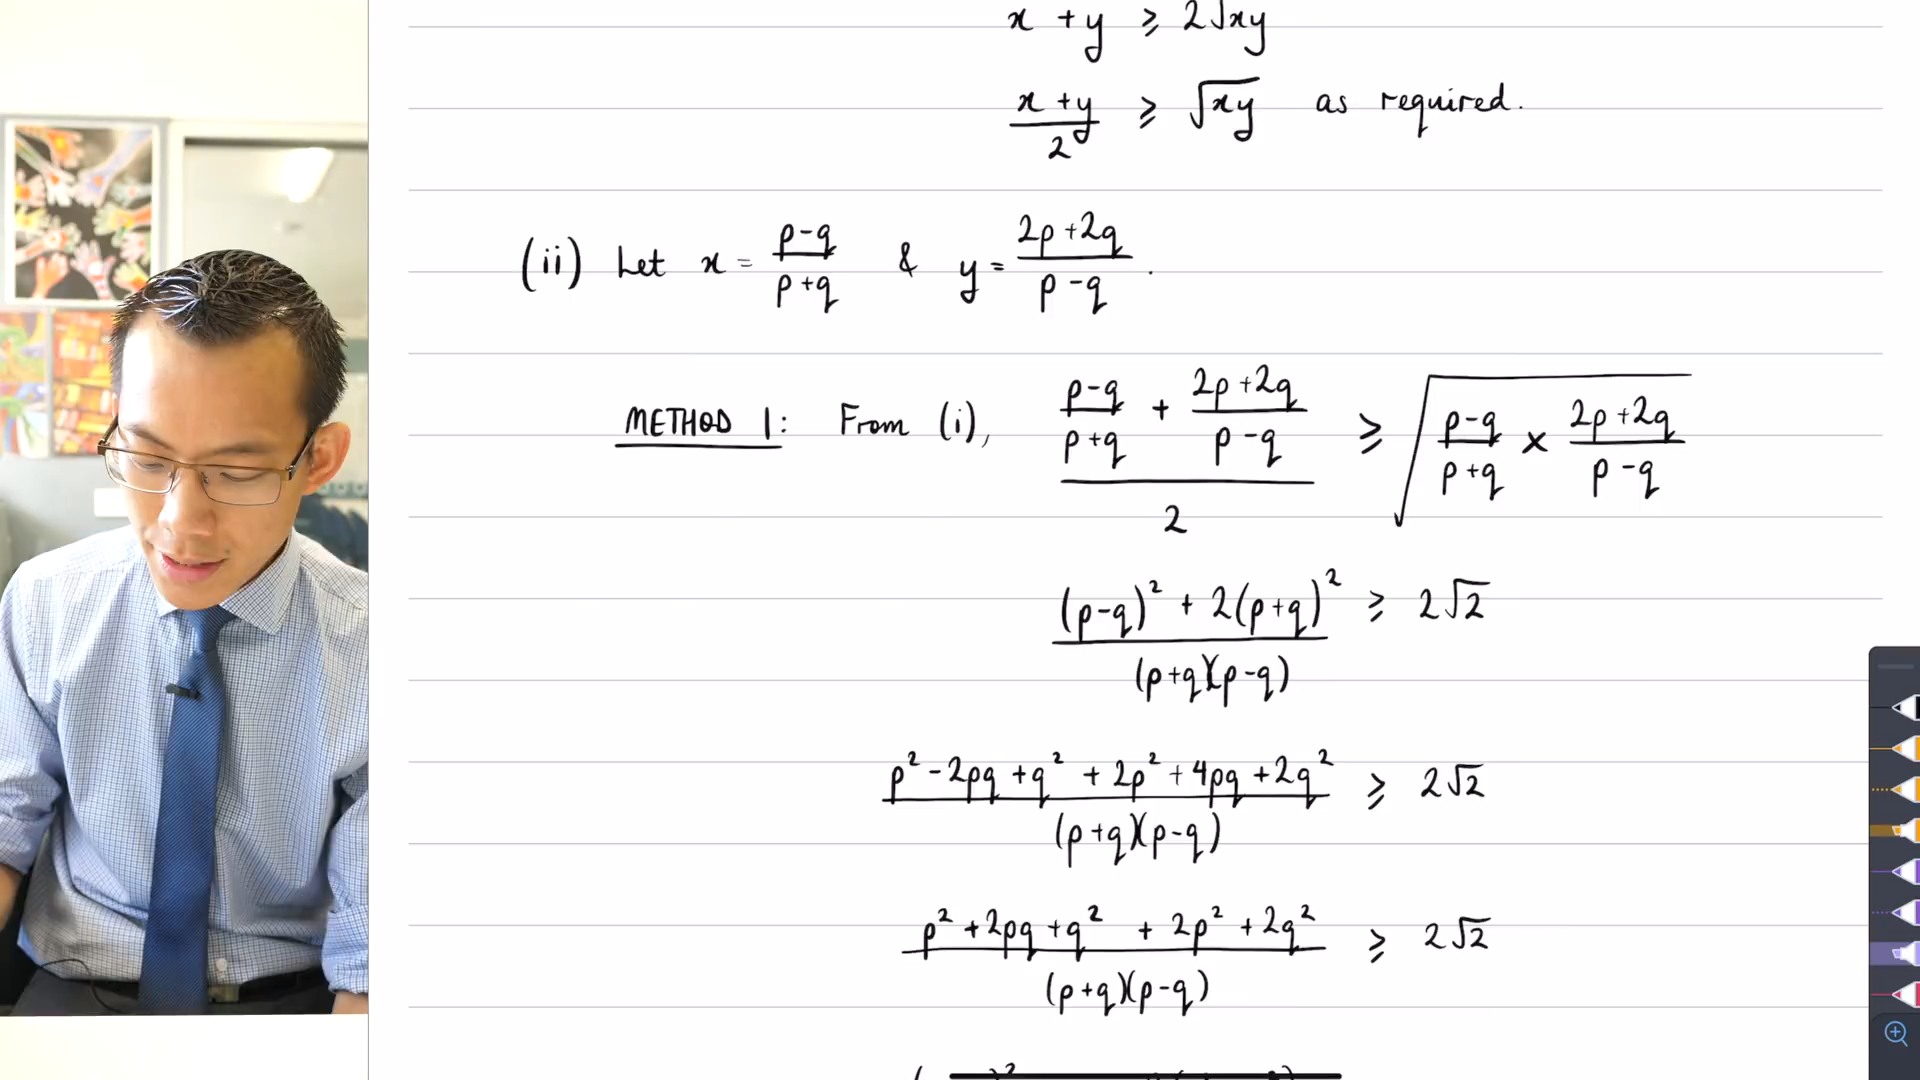 x + y ≥ 2√xy
(x + y)/2 ≥ √xy as required.
(ii) Let x = (p-q)/(p+q) & y = (2p+2q)/(p-q).
METHOD 1: From (i), ((p-q)/(p+q) + (2p+2q)/(p-q))/2 ≥ √((p-q)/(p+q) × (2p+2q)/(p-q))
((p-q)² + 2(p+q)²)/((p+q)(p-q)) ≥ 2√2
(p² - 2pq + q² + 2p² + 4pq + 2q²)/((p+q)(p-q)) ≥ 2√2
(p² + 2pq + q² + 2p² + 2q²)/((p+q)(p-q)) ≥ 2√2